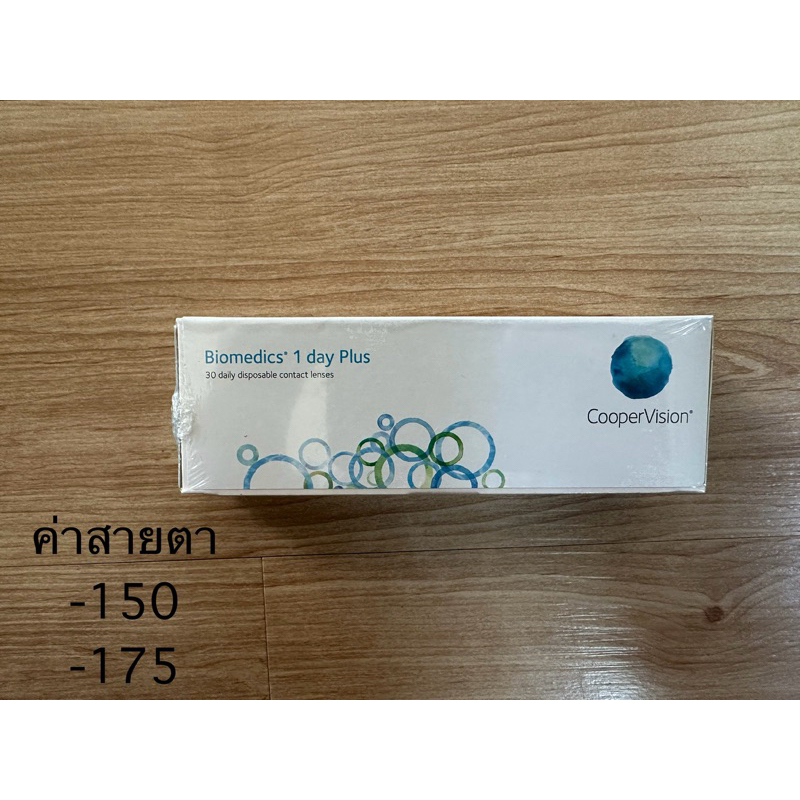 Biomedics® 1 day Plus
30 daily disposable contact lenses
CooperVision®
ค่าสายตา
-150
-175